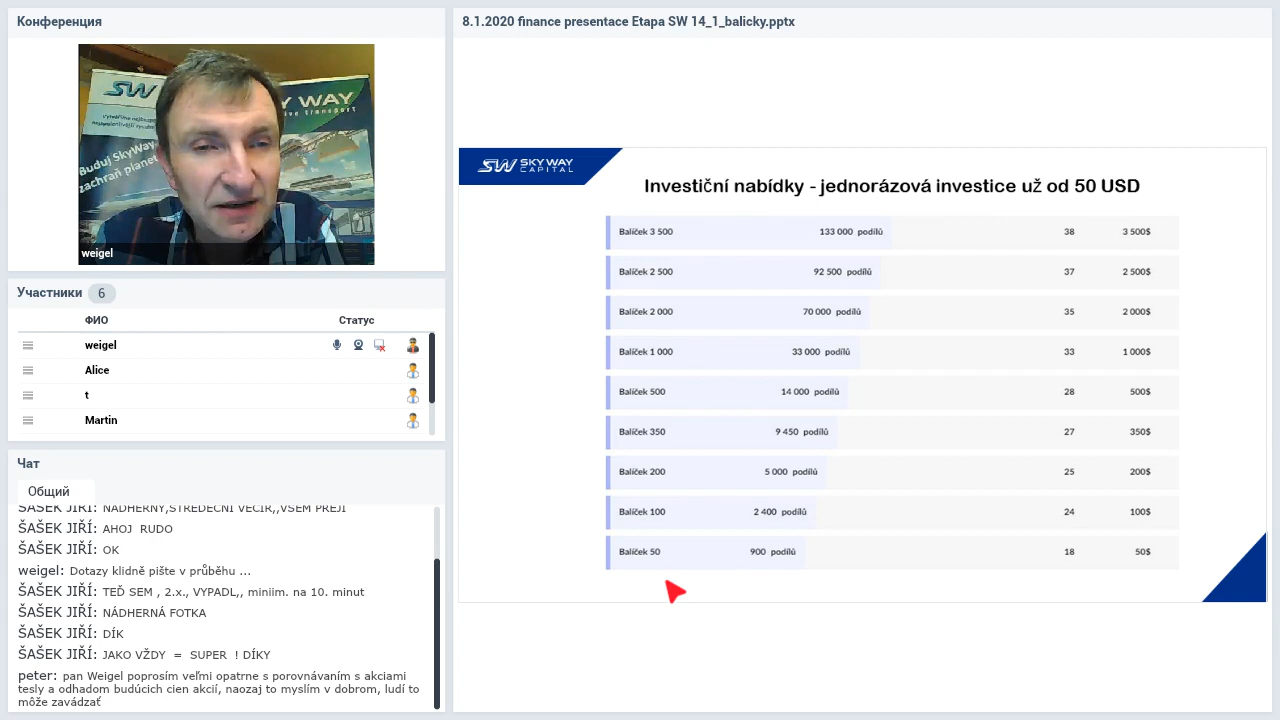 Конференция
SW
Y WAY
ive transport
Buduj SkyWay
zachraň planet
weigel
Участники 6
ФИО Статус
weigel
Alice
t
Martin
Чат
Общий
ŠAŠEK JIŘÍ: NÁDHERNÝ,STŘEDEČNÍ VEČÍR,,VŠEM PŘEJI
ŠAŠEK JIŘÍ: AHOJ RUDO
ŠAŠEK JIŘÍ: OK
weigel: Dotazy klidně pište v průběhu ...
ŠAŠEK JIŘÍ: TEĎ SEM , 2.x., VYPADL,, miniim. na 10. minut
ŠAŠEK JIŘÍ: NÁDHERNÁ FOTKA
ŠAŠEK JIŘÍ: DÍK
ŠAŠEK JIŘÍ: JAKO VŽDY = SUPER ! DÍKY
peter: pan Weigel poprosím veľmi opatrne s porovnávaním s akciami
tesly a odhadom budúcich cien akcií, naozaj to myslím v dobrom, ludí to
môže zavádzať
8.1.2020 finance presentace Etapa SW 14_1_balicky.pptx
SW SKY WAY
CAPITAL
Investiční nabídky - jednorázová investice už od 50 USD
Balíček 3 500 133 000 podílů 38 3 500$
Balíček 2 500 92 500 podílů 37 2 500$
Balíček 2 000 70 000 podílů 35 2 000$
Balíček 1 000 33 000 podílů 33 1 000$
Balíček 500 14 000 podílů 28 500$
Balíček 350 9 450 podílů 27 350$
Balíček 200 5 000 podílů 25 200$
Balíček 100 2 400 podílů 24 100$
Balíček 50 900 podílů 18 50$